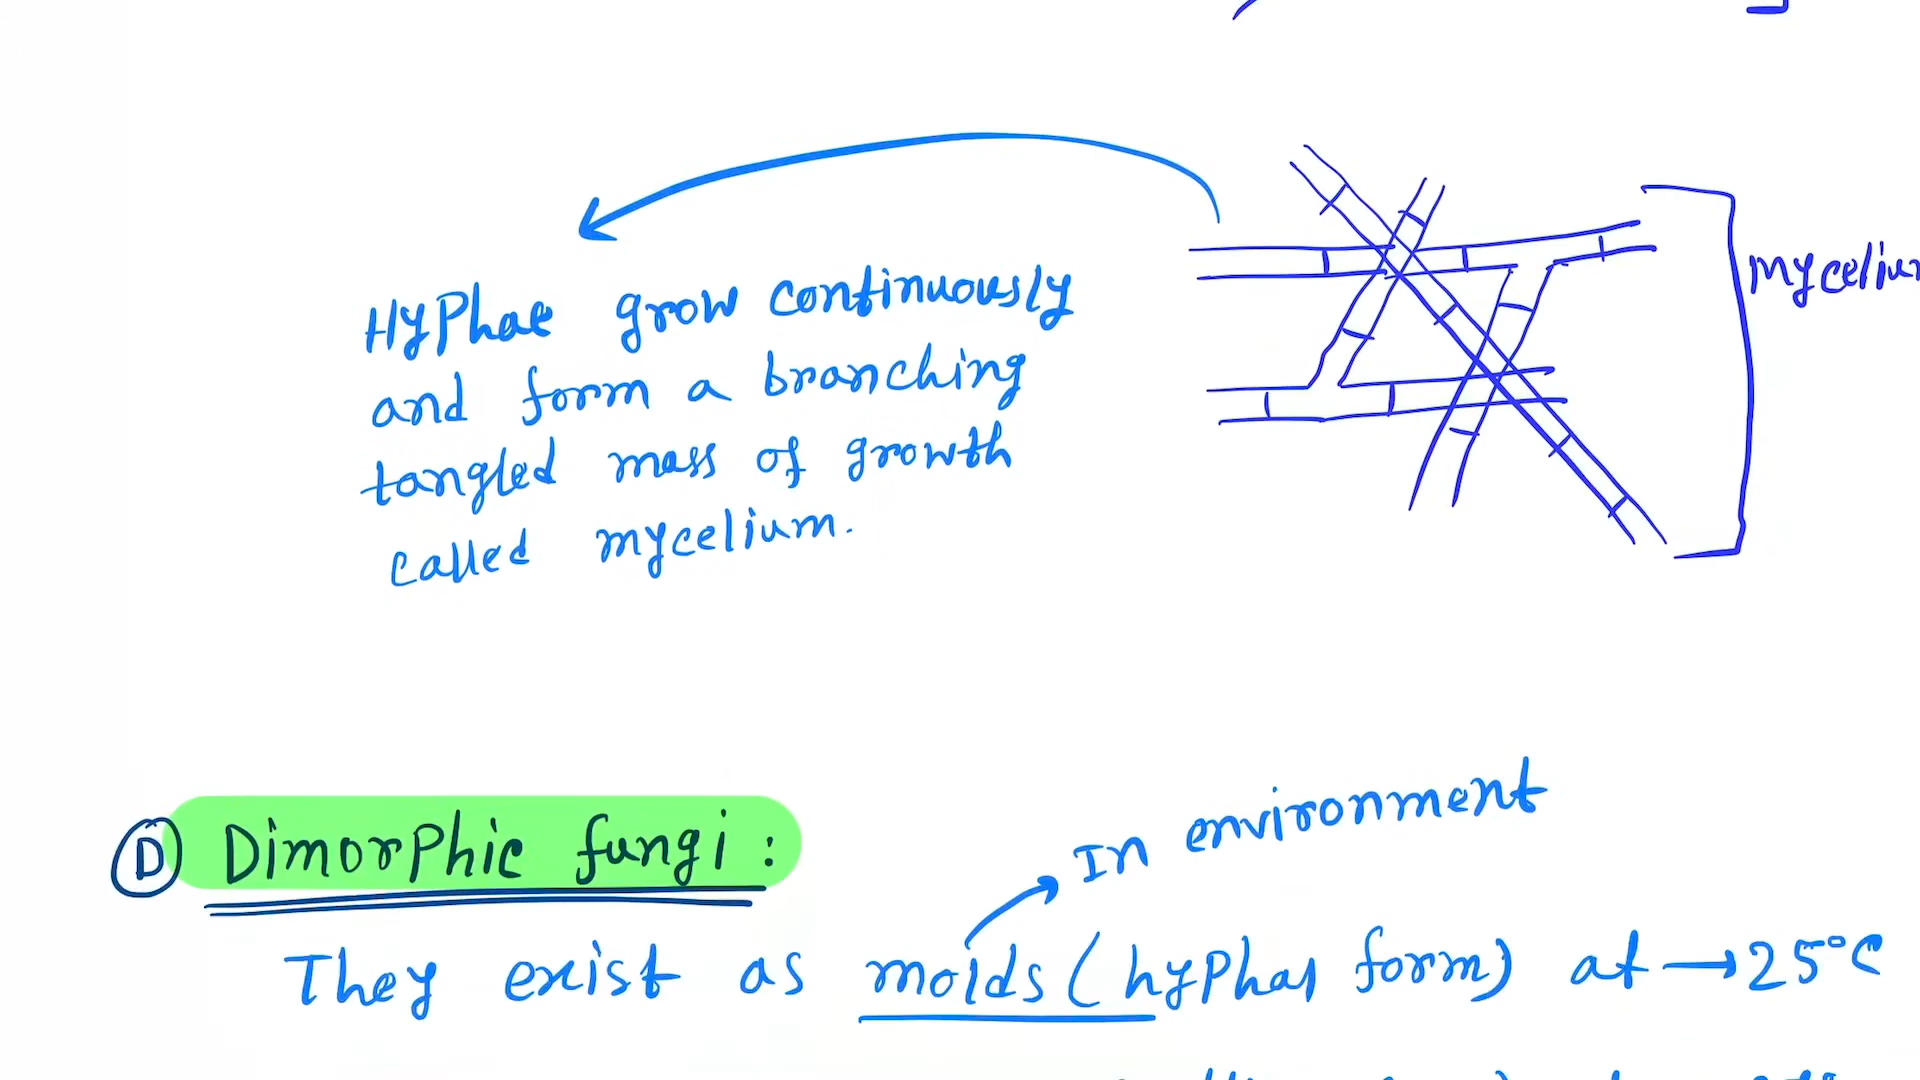 HyPhae grow continuously
and form a branching
tangled mass of growth
called mycelium.
mycelium
D Dimorphic fungi:
In environment
They exist as molds (hyphal form) at → 25°C